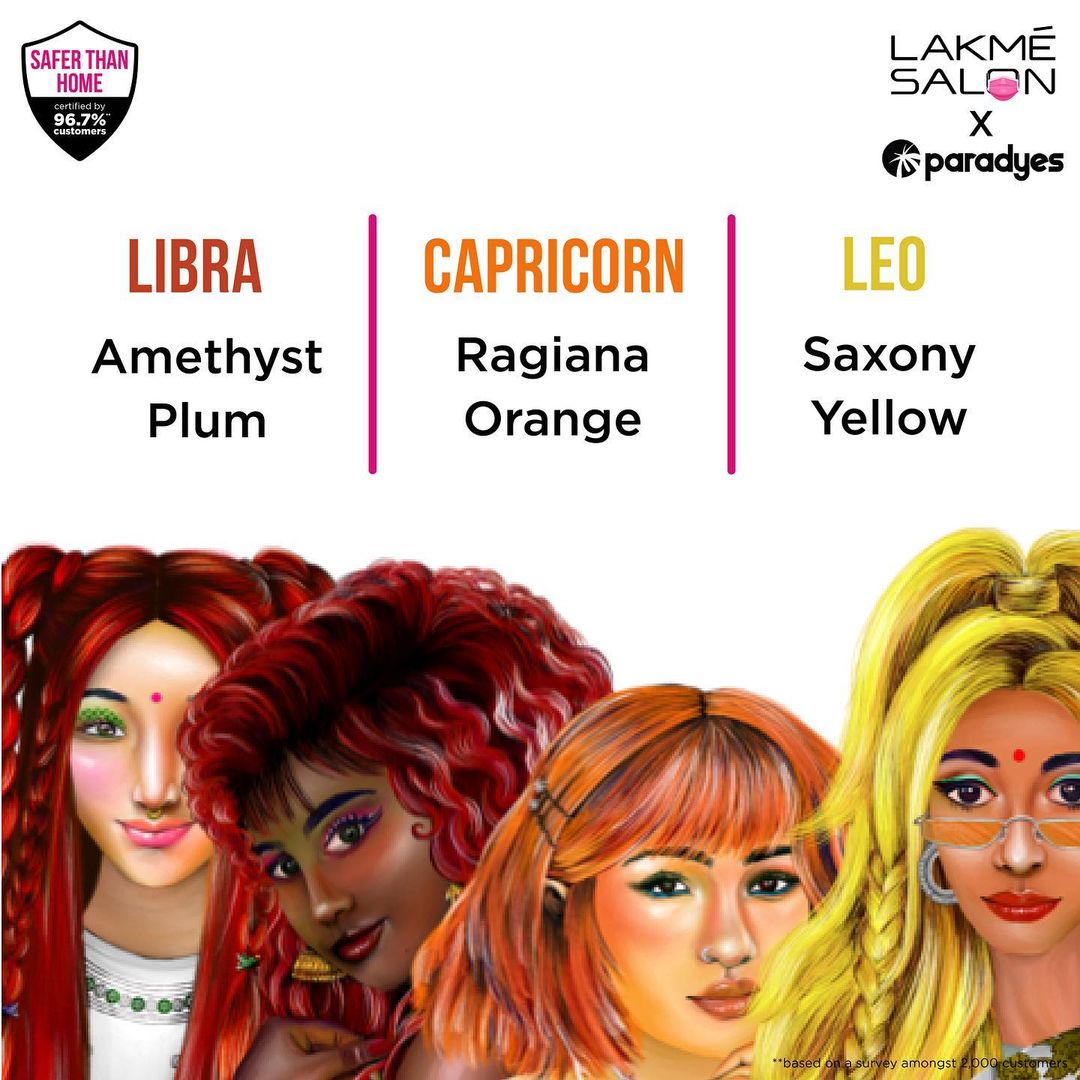 SAFER THAN
HOME
certified by
96.7%**
customers
LAKMÉ
SALON
X
paradyes
LIBRA
Amethyst
Plum
CAPRICORN
Ragiana
Orange
LEO
Saxony
Yellow
**based on a survey amongst 2,000 customers